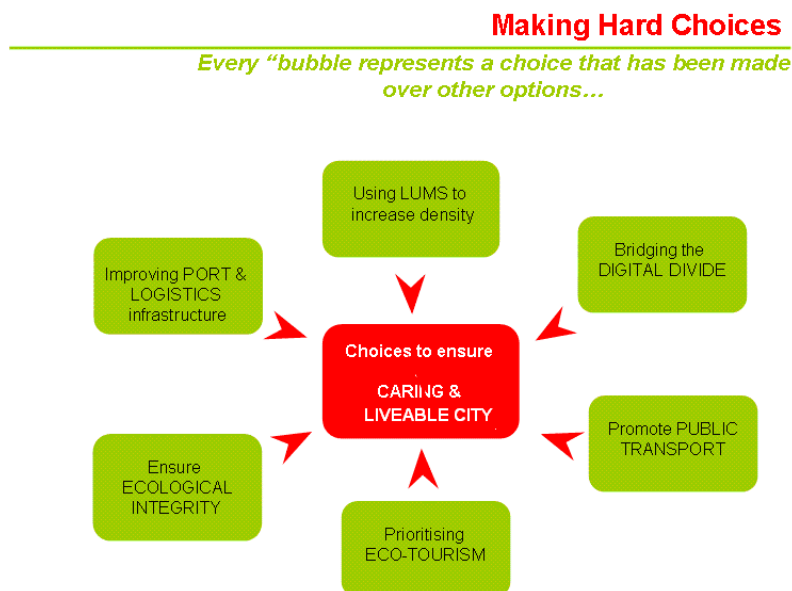 Making Hard Choices
Every “bubble represents a choice that has been made
over other options…
Using LUMS to
increase density
Bridging the
DIGITAL DIVIDE
Improving PORT &
LOGISTICS
infrastructure
Choices to ensure
CARING &
LIVEABLE CITY
Promote PUBLIC
TRANSPORT
Ensure
ECOLOGICAL
INTEGRITY
Prioritising
ECO-TOURISM